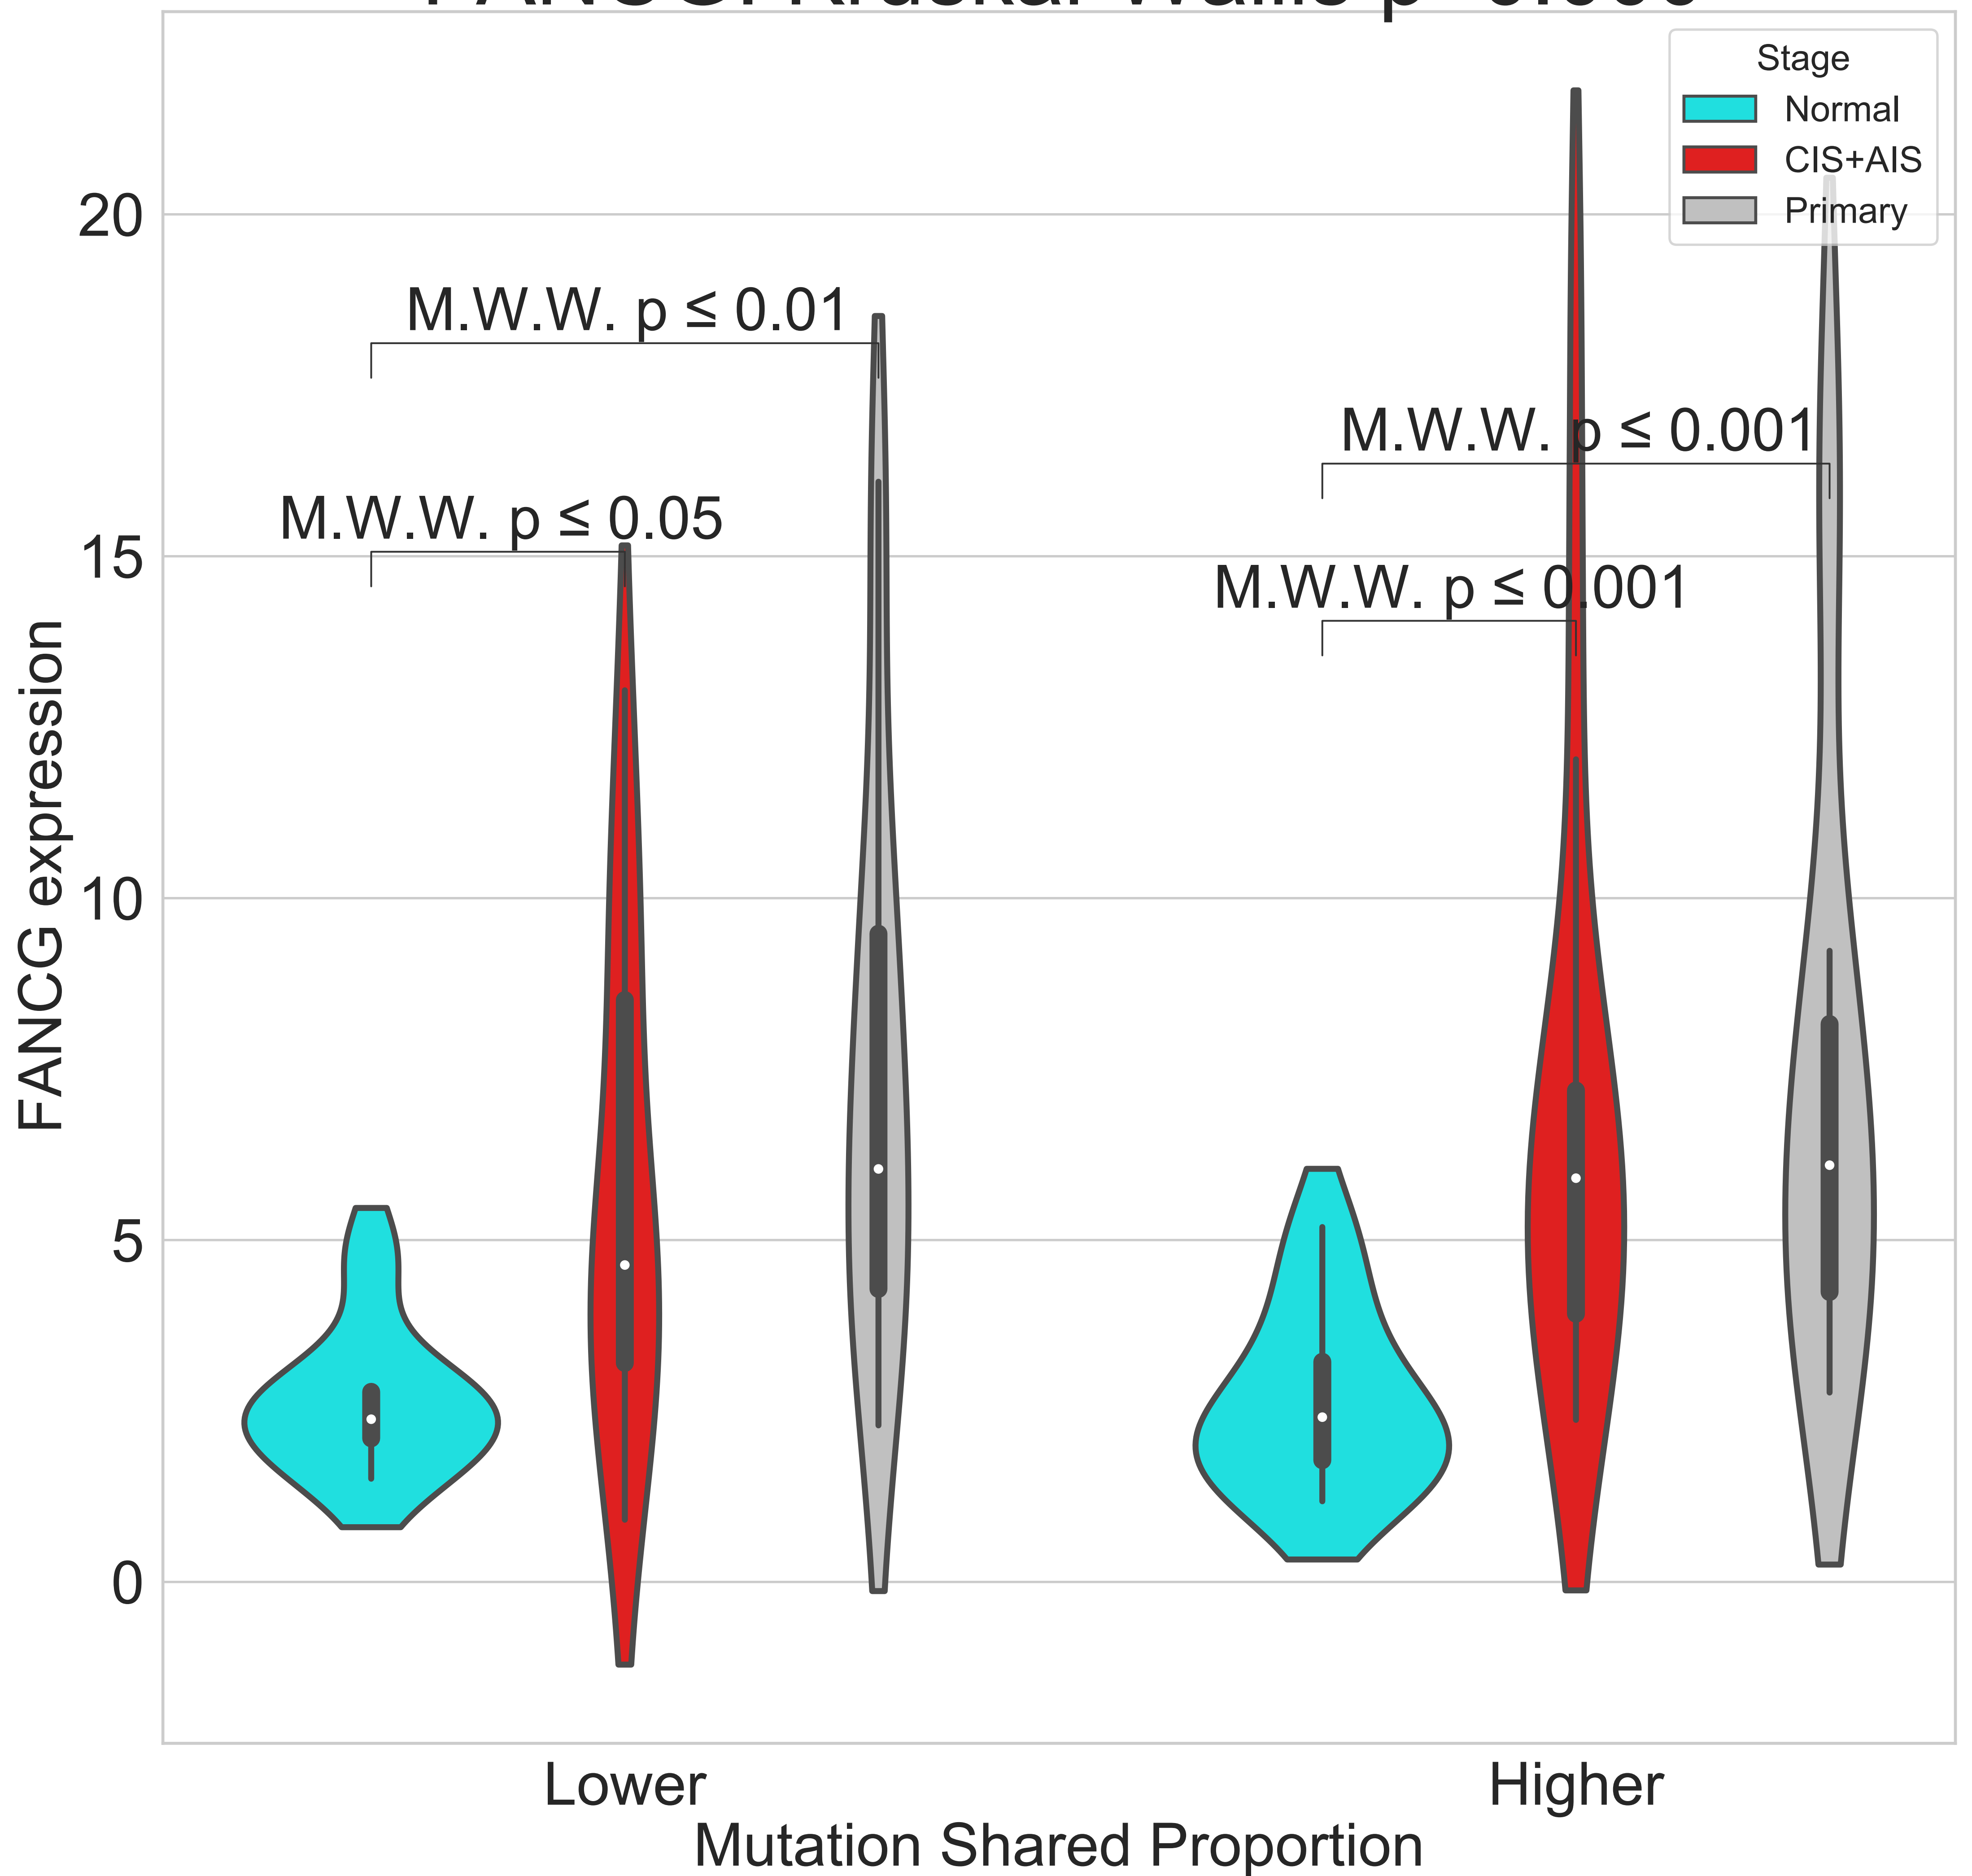 Stage
Normal
CIS+AIS
Primary
20
15
10
5
0
FANCG expression
M.W.W. p ≤ 0.01
M.W.W. p ≤ 0.05
M.W.W. p ≤ 0.001
M.W.W. p ≤ 0.001
Lower
Higher
Mutation Shared Proportion